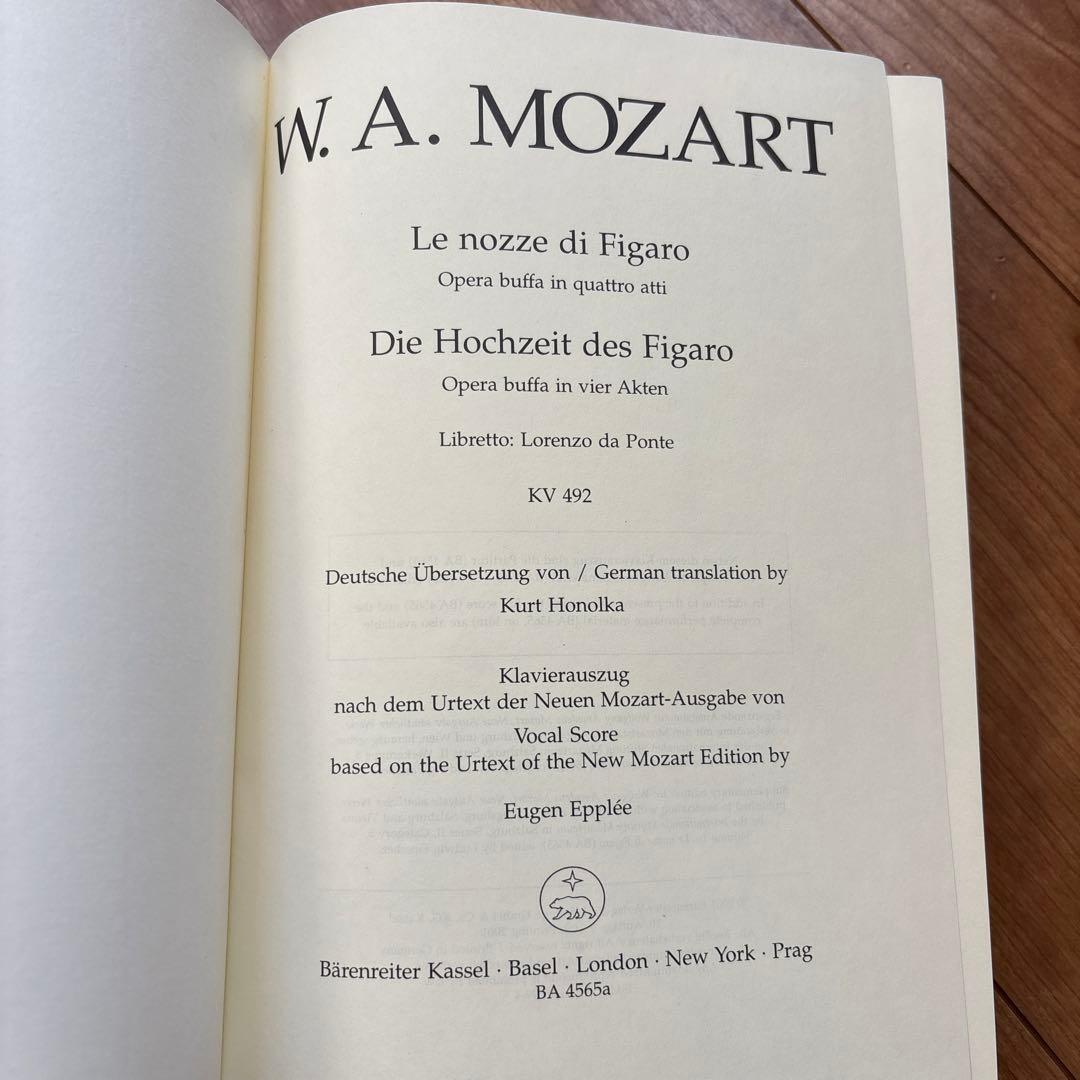 W. A. MOZART
Le nozze di Figaro
Opera buffa in quattro atti
Die Hochzeit des Figaro
Opera buffa in vier Akten
Libretto: Lorenzo da Ponte
KV 492
Deutsche Übersetzung von / German translation by
Kurt Honolka
Klavierauszug
nach dem Urtext der Neuen Mozart-Ausgabe von
Vocal Score
based on the Urtext of the New Mozart Edition by
Eugen Epplée
Bärenreiter Kassel · Basel · London · New York · Prag
BA 4565a